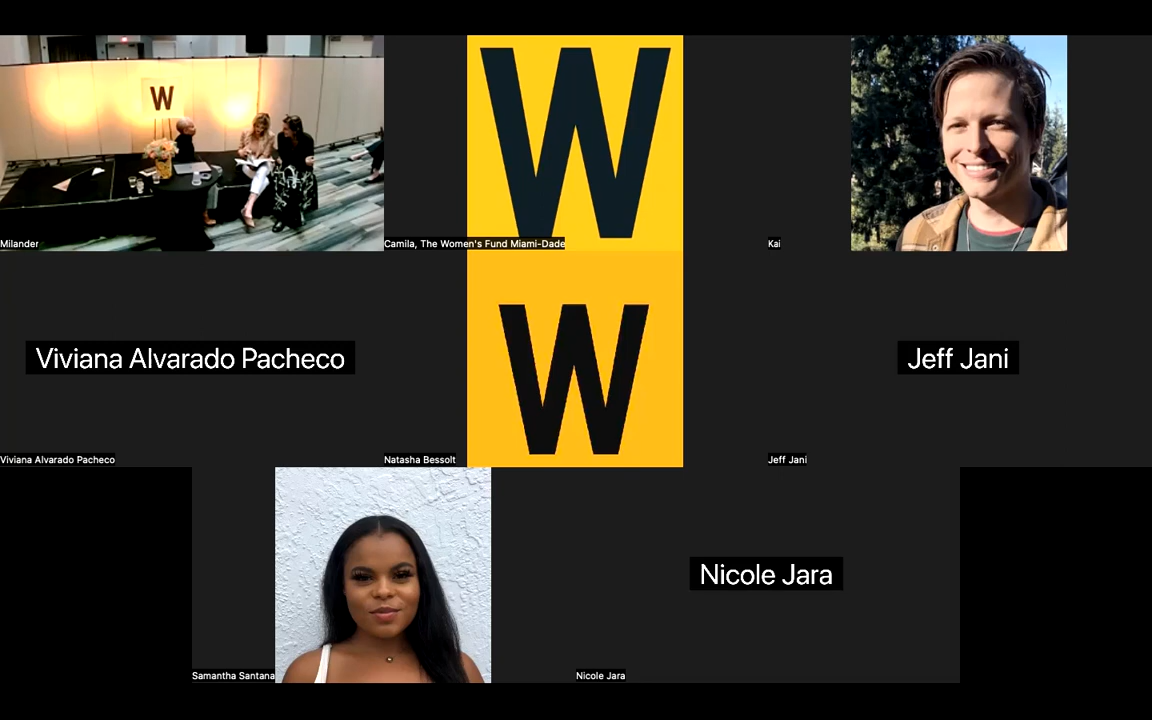 W
W
Milander
Camila, The Women's Fund Miami-Dade
Kai
Viviana Alvarado Pacheco
W
Jeff Jani
Viviana Alvarado Pacheco
Natasha Bessolt
Jeff Jani
Nicole Jara
Samantha Santana
Nicole Jara